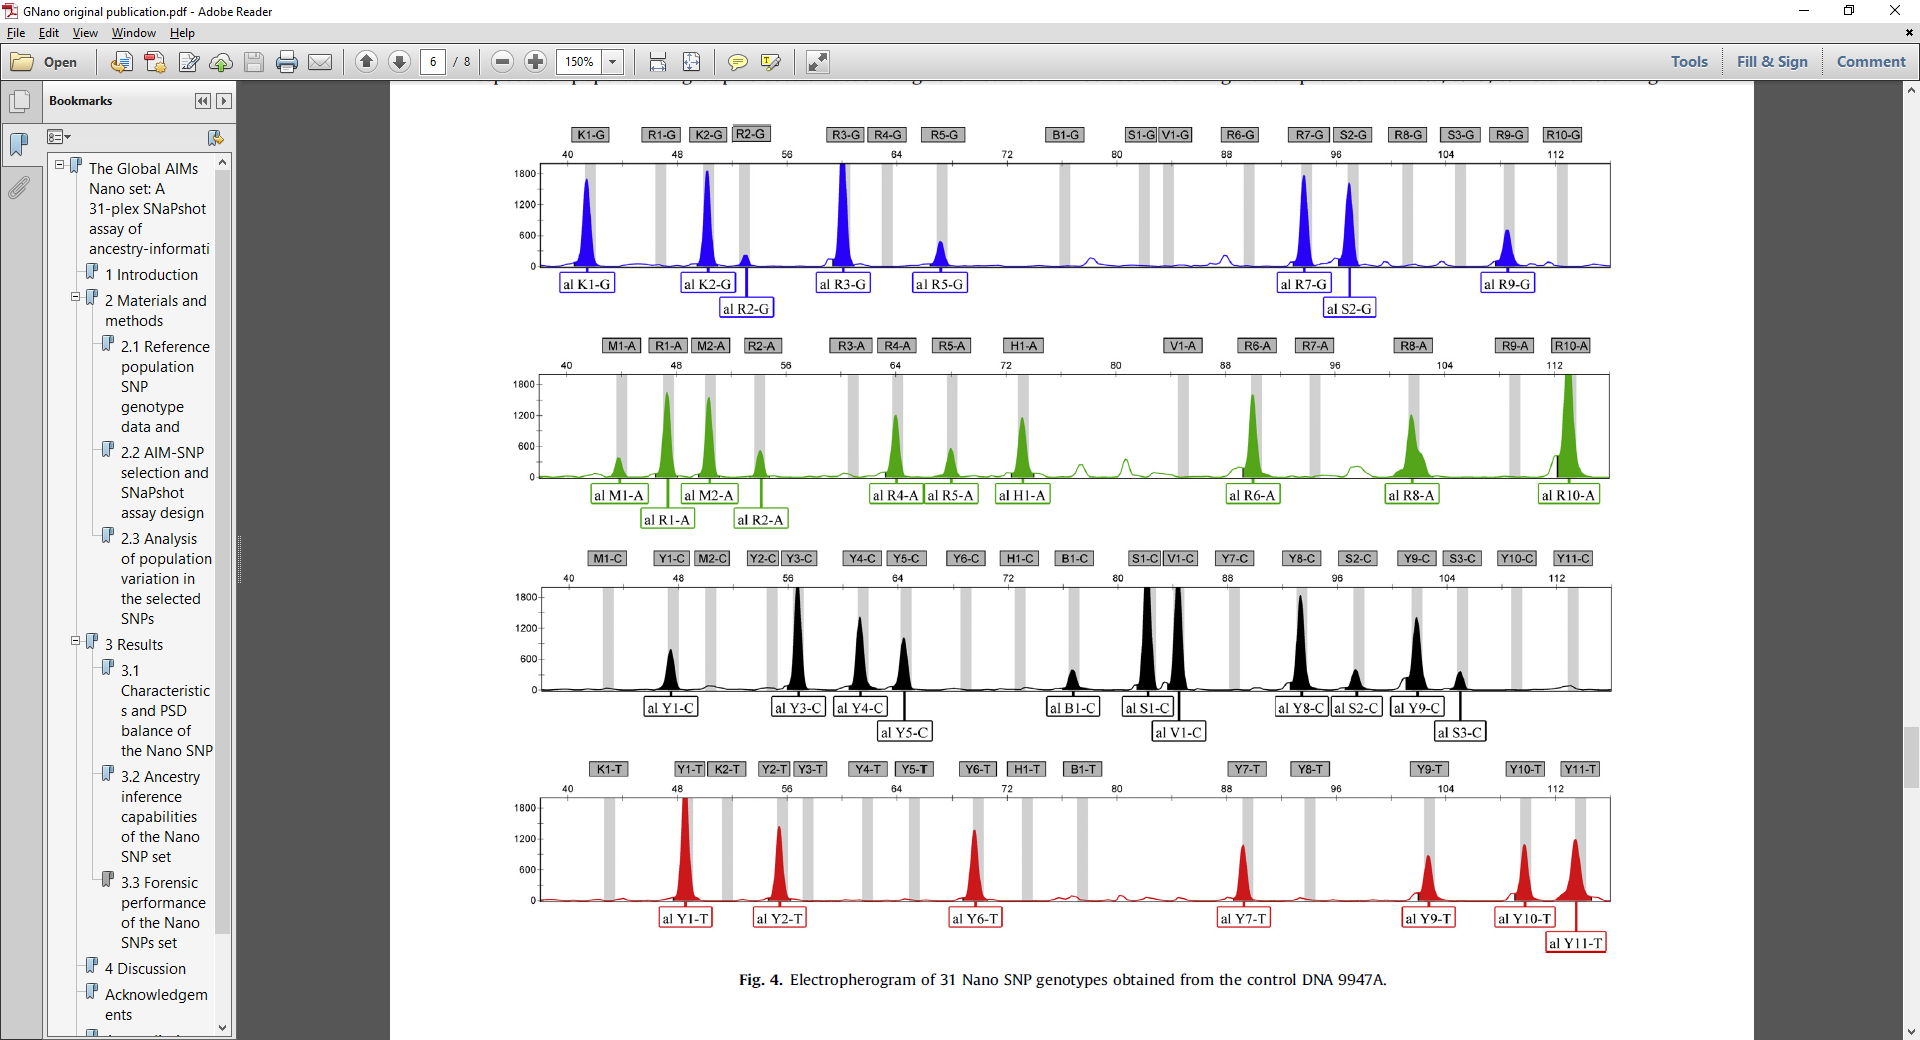 GNano original publication.pdf - Adobe Reader
File Edit View Window Help
Open 6 / 8 150% Tools Fill & Sign Comment
Bookmarks
The Global AIMs
Nano set: A
31-plex SNaPshot
assay of
ancestry-informati
1 Introduction
2 Materials and
methods
2.1 Reference
population
SNP
genotype
data and
2.2 AIM-SNP
selection and
SNaPshot
assay design
2.3 Analysis
of population
variation in
the selected
SNPs
3 Results
3.1
Characteristic
s and PSD
balance of
the Nano SNP
3.2 Ancestry
inference
capabilities
of the Nano
SNP set
3.3 Forensic
performance
of the Nano
SNPs set
4 Discussion
Acknowledgem
ents
K1-G R1-G K2-G R2-G R3-G R4-G R5-G B1-G S1-G V1-G R6-G R7-G S2-G R8-G S3-G R9-G R10-G
40 48 56 64 72 80 88 96 104 112
1800
1200
600
0
al K1-G al K2-G al R3-G al R5-G al R7-G al R9-G
al R2-G al S2-G
M1-A R1-A M2-A R2-A R3-A R4-A R5-A H1-A V1-A R6-A R7-A R8-A R9-A R10-A
40 48 56 64 72 80 88 96 104 112
1800
1200
600
0
al M1-A al M2-A al R4-A al R5-A al H1-A al R6-A al R8-A al R10-A
al R1-A al R2-A
M1-C Y1-C M2-C Y2-C Y3-C Y4-C Y5-C Y6-C H1-C B1-C S1-C V1-C Y7-C Y8-C S2-C Y9-C S3-C Y10-C Y11-C
40 48 56 64 72 80 88 96 104 112
1800
1200
600
0
al Y1-C al Y3-C al Y4-C al B1-C al S1-C al Y8-C al S2-C al Y9-C
al Y5-C al V1-C al S3-C
K1-T Y1-T K2-T Y2-T Y3-T Y4-T Y5-T Y6-T H1-T B1-T Y7-T Y8-T Y9-T Y10-T Y11-T
40 48 56 64 72 80 88 96 104 112
1800
1200
600
0
al Y1-T al Y2-T al Y6-T al Y7-T al Y9-T al Y10-T
al Y11-T
Fig. 4. Electropherogram of 31 Nano SNP genotypes obtained from the control DNA 9947A.